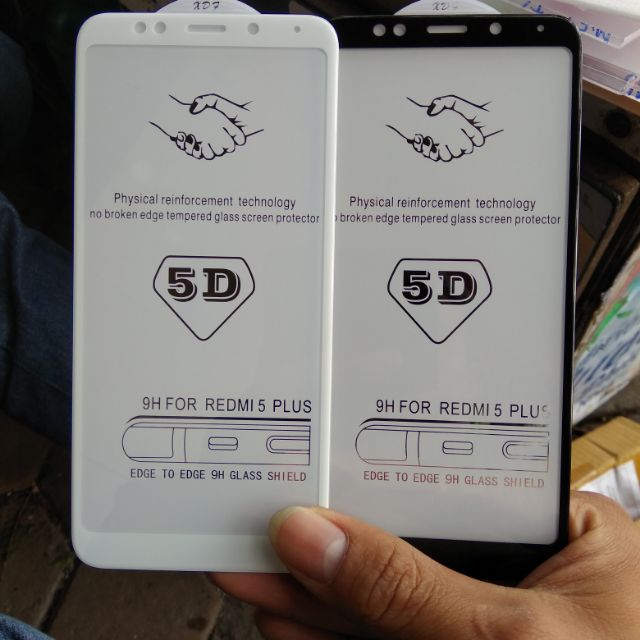 Physical reinforcement technology
no broken edge tempered glass screen protector
5D
9H FOR REDMI 5 PLUS
EDGE TO EDGE 9H GLASS SHIELD
Physical reinforcement technology
broken edge tempered glass screen protector
5D
9H FOR REDMI 5 PLUS
EDGE TO EDGE 9H GLASS SHIELD